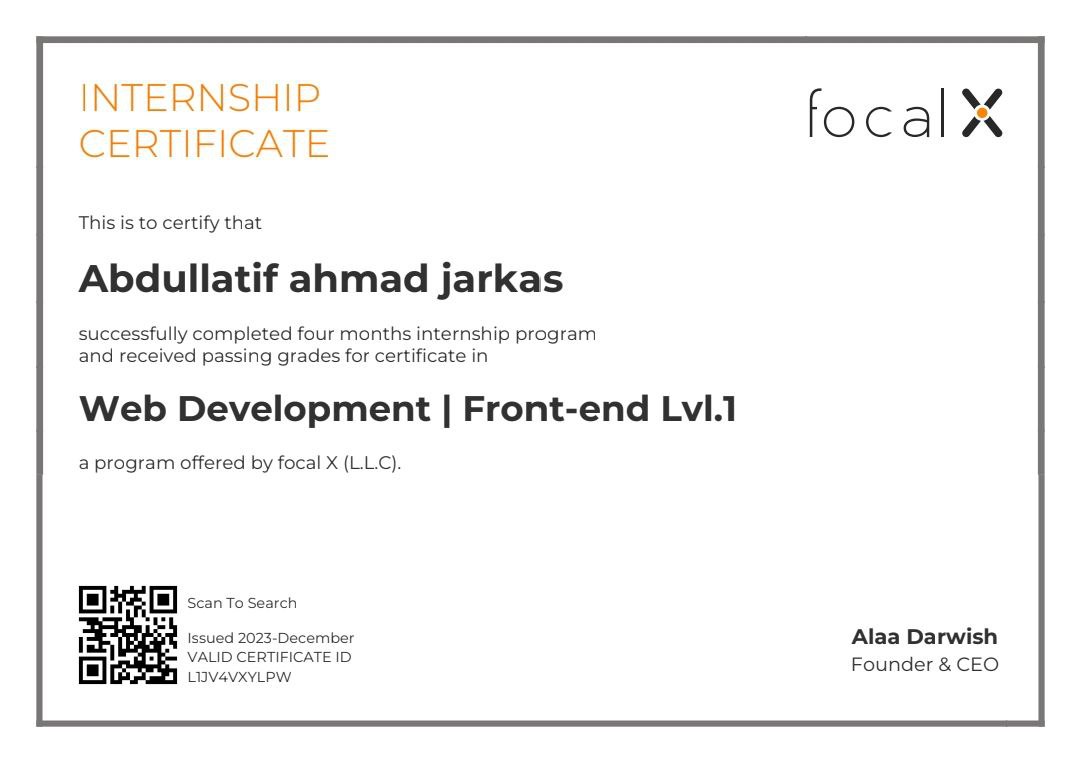 INTERNSHIP
CERTIFICATE
focal X
This is to certify that
Abdullatif ahmad jarkas
successfully completed four months internship program
and received passing grades for certificate in
Web Development | Front-end Lvl.1
a program offered by focal X (L.L.C).
Scan To Search
Issued 2023-December
VALID CERTIFICATE ID
L1JV4VXYLPW
Alaa Darwish
Founder & CEO